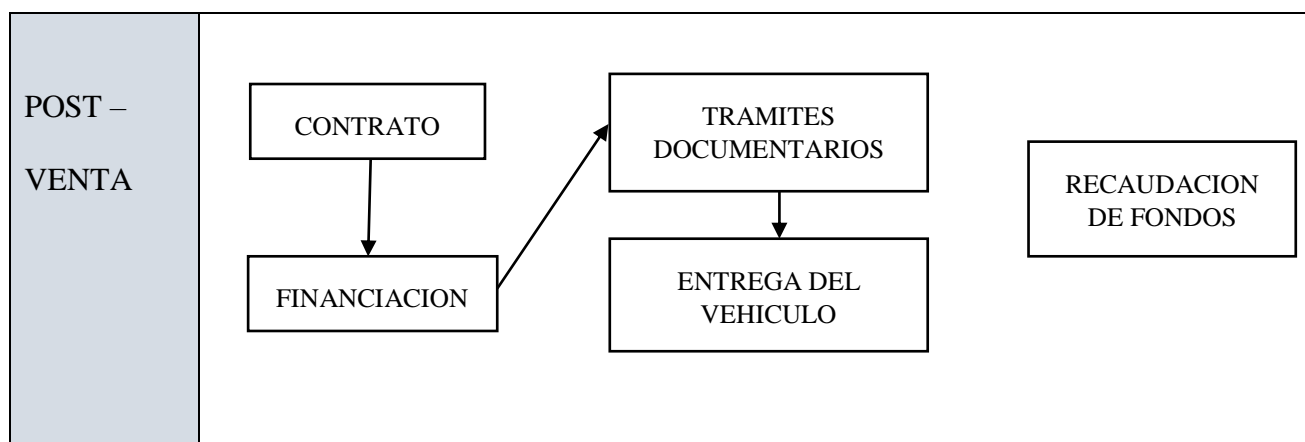 POST –
VENTA
CONTRATO
FINANCIACION
TRAMITES
DOCUMENTARIOS
ENTREGA DEL
VEHICULO
RECAUDACION
DE FONDOS